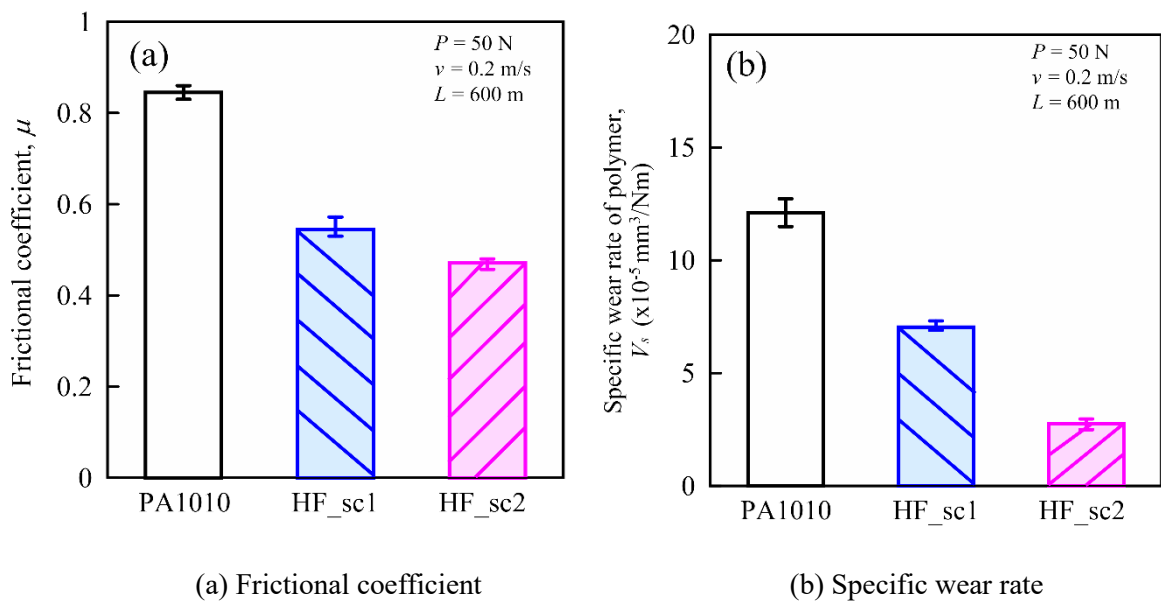 (a)
P = 50 N
v = 0.2 m/s
L = 600 m
1
0.8
0.6
0.4
0.2
0
Frictional coefficient, μ
PA1010 HF_sc1 HF_sc2
(b)
P = 50 N
v = 0.2 m/s
L = 600 m
20
15
10
5
0
Specific wear rate of polymer,
Vs (x10-5 mm3/Nm)
PA1010 HF_sc1 HF_sc2
(a) Frictional coefficient
(b) Specific wear rate